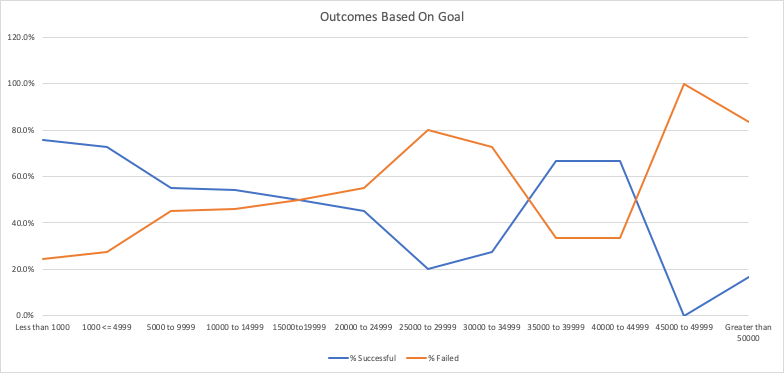 Outcomes Based On Goal
120.0%
100.0%
80.0%
60.0%
40.0%
20.0%
0.0%
Less than 1000 1000 <= 4999 5000 to 9999 10000 to 14999 15000to19999 20000 to 24999 25000 to 29999 30000 to 34999 35000 to 39999 40000 to 44999 45000 to 49999 Greater than
50000
% Successful % Failed